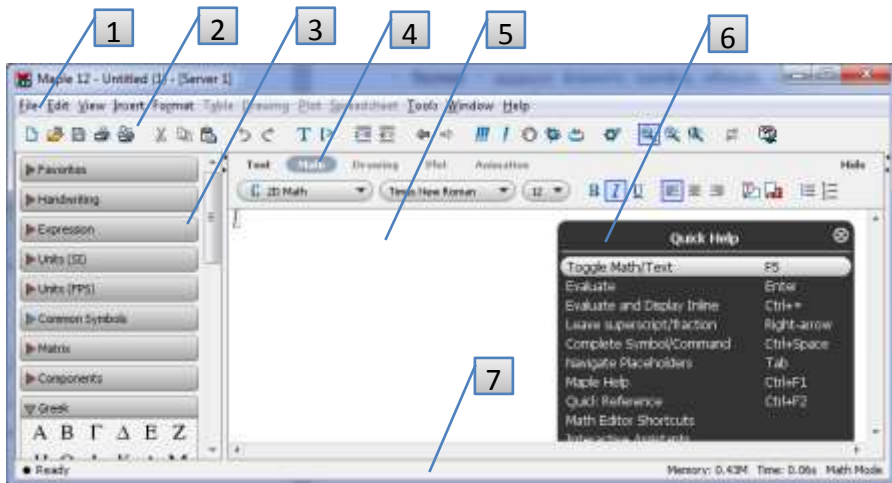 1 2 3 4 5 6
Maple 12 - Untitled (1) - [Server 1]
File Edit View Insert Format Table Drawing Plot Spreadsheet Tools Window Help
Text Math Drawing Plot Animation Hide
2D Math Times New Roman 12 B I U
Favorites
Handwriting
Expression
Units (SI)
Units (FPS)
Common Symbols
Matrix
Components
Greek
Α Β Γ Δ Ε Ζ
Quick Help
Toggle Math/Text F5
Evaluate Enter
Evaluate and Display Inline Ctrl+=
Leave superscript/fraction Right-arrow
Complete Symbol/Command Ctrl+Space
Navigate Placeholders Tab
Maple Help Ctrl+F1
Quick Reference Ctrl+F2
Math Editor Shortcuts
Interactive Assistants
7
Ready Memory: 0.43M Time: 0.06s Math Mode